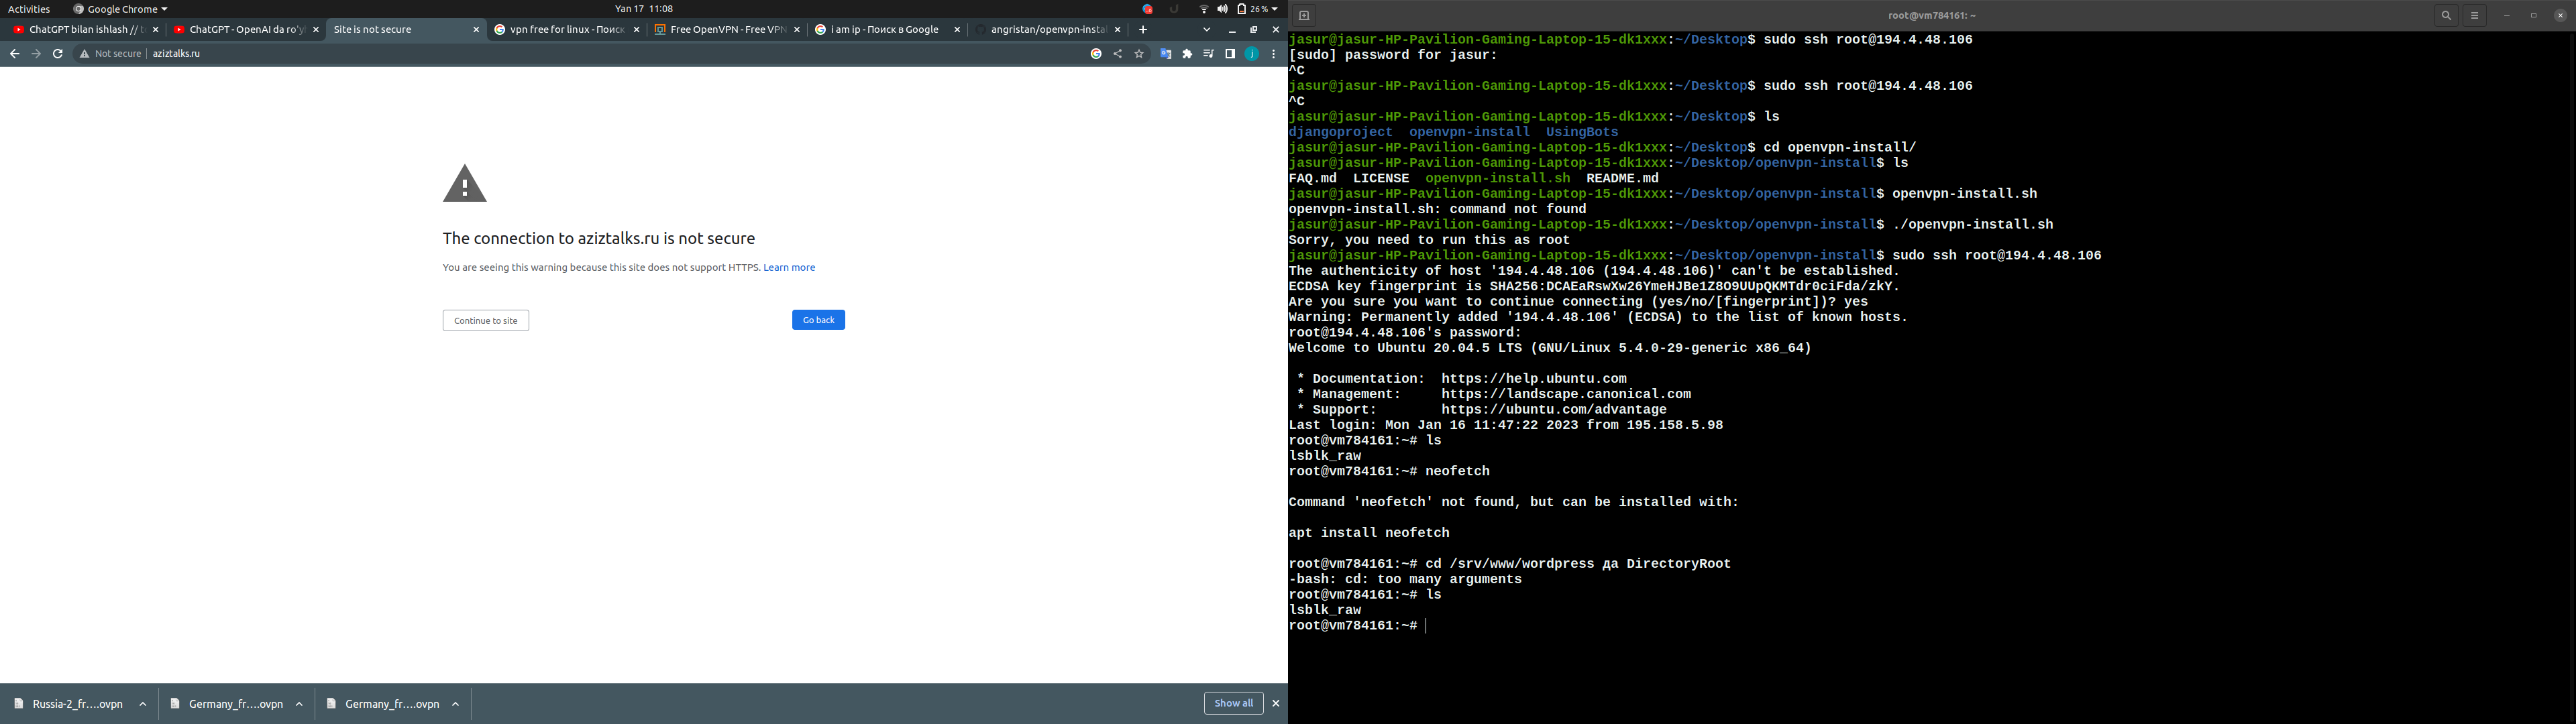 Activities
Google Chrome
Yan 17 11:08
26 %
ChatGPT bilan ishlash // b
ChatGPT - OpenAI da ro'y
Site is not secure
vpn free for linux - Поиск
Free OpenVPN - Free VPN
i am ip - Поиск в Google
angristan/openvpn-instal
Not secure
aziztalks.ru
The connection to aziztalks.ru is not secure
You are seeing this warning because this site does not support HTTPS. Learn more
Continue to site
Go back
Russia-2_fr....ovpn
Germany_fr....ovpn
Germany_fr....ovpn
Show all
root@vm784161: ~
jasur@jasur-HP-Pavilion-Gaming-Laptop-15-dk1xxx:~/Desktop$ sudo ssh root@194.4.48.106
[sudo] password for jasur:
^C
jasur@jasur-HP-Pavilion-Gaming-Laptop-15-dk1xxx:~/Desktop$ sudo ssh root@194.4.48.106
^C
jasur@jasur-HP-Pavilion-Gaming-Laptop-15-dk1xxx:~/Desktop$ ls
djangoproject openvpn-install UsingBots
jasur@jasur-HP-Pavilion-Gaming-Laptop-15-dk1xxx:~/Desktop$ cd openvpn-install/
jasur@jasur-HP-Pavilion-Gaming-Laptop-15-dk1xxx:~/Desktop/openvpn-install$ ls
FAQ.md LICENSE openvpn-install.sh README.md
jasur@jasur-HP-Pavilion-Gaming-Laptop-15-dk1xxx:~/Desktop/openvpn-install$ openvpn-install.sh
openvpn-install.sh: command not found
jasur@jasur-HP-Pavilion-Gaming-Laptop-15-dk1xxx:~/Desktop/openvpn-install$ ./openvpn-install.sh
Sorry, you need to run this as root
jasur@jasur-HP-Pavilion-Gaming-Laptop-15-dk1xxx:~/Desktop/openvpn-install$ sudo ssh root@194.4.48.106
The authenticity of host '194.4.48.106 (194.4.48.106)' can't be established.
ECDSA key fingerprint is SHA256:DCAEaRswXw26YmeHJBe1Z8O9UUpQKMTdr0ciFda/zkY.
Are you sure you want to continue connecting (yes/no/[fingerprint])? yes
Warning: Permanently added '194.4.48.106' (ECDSA) to the list of known hosts.
root@194.4.48.106's password:
Welcome to Ubuntu 20.04.5 LTS (GNU/Linux 5.4.0-29-generic x86_64)
* Documentation: https://help.ubuntu.com
* Management: https://landscape.canonical.com
* Support: https://ubuntu.com/advantage
Last login: Mon Jan 16 11:47:22 2023 from 195.158.5.98
root@vm784161:~# ls
lsblk_raw
root@vm784161:~# neofetch
Command 'neofetch' not found, but can be installed with:
apt install neofetch
root@vm784161:~# cd /srv/www/wordpress да DirectoryRoot
-bash: cd: too many arguments
root@vm784161:~# ls
lsblk_raw
root@vm784161:~#